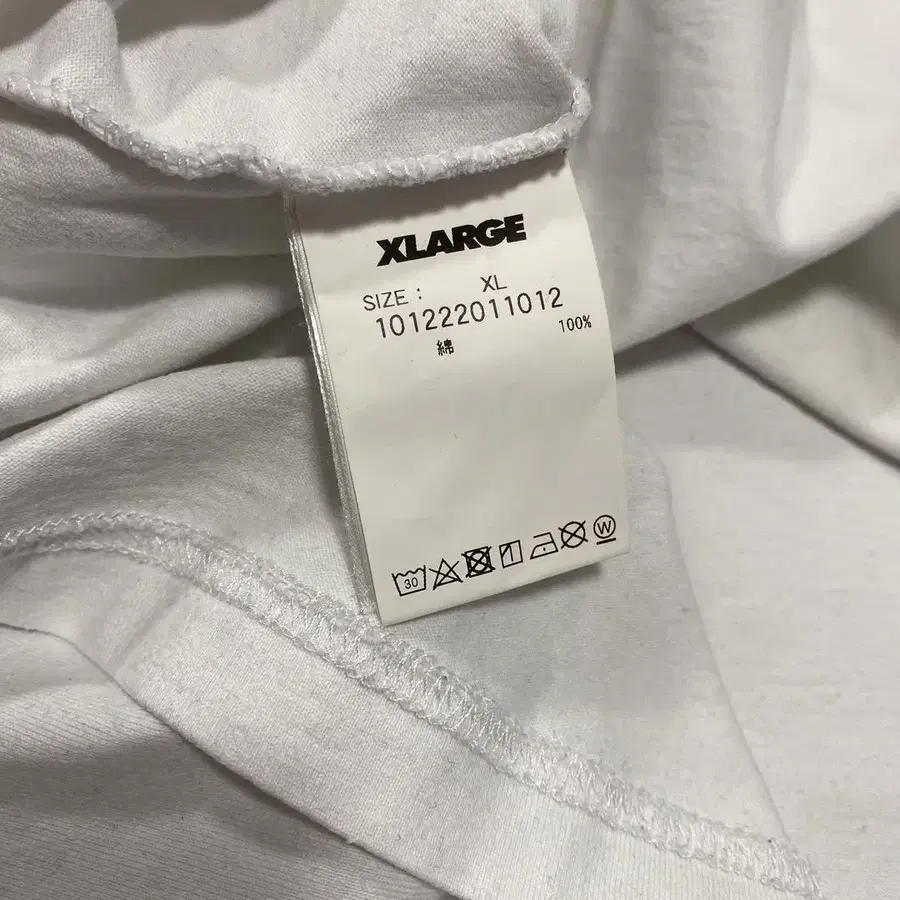 XLARGE
SIZE : XL
101222011012
綿 100%
30 W